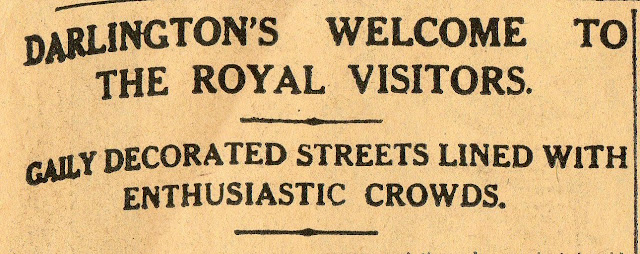 DARLINGTON'S WELCOME TO
THE ROYAL VISITORS.
GAILY DECORATED STREETS LINED WITH
ENTHUSIASTIC CROWDS.